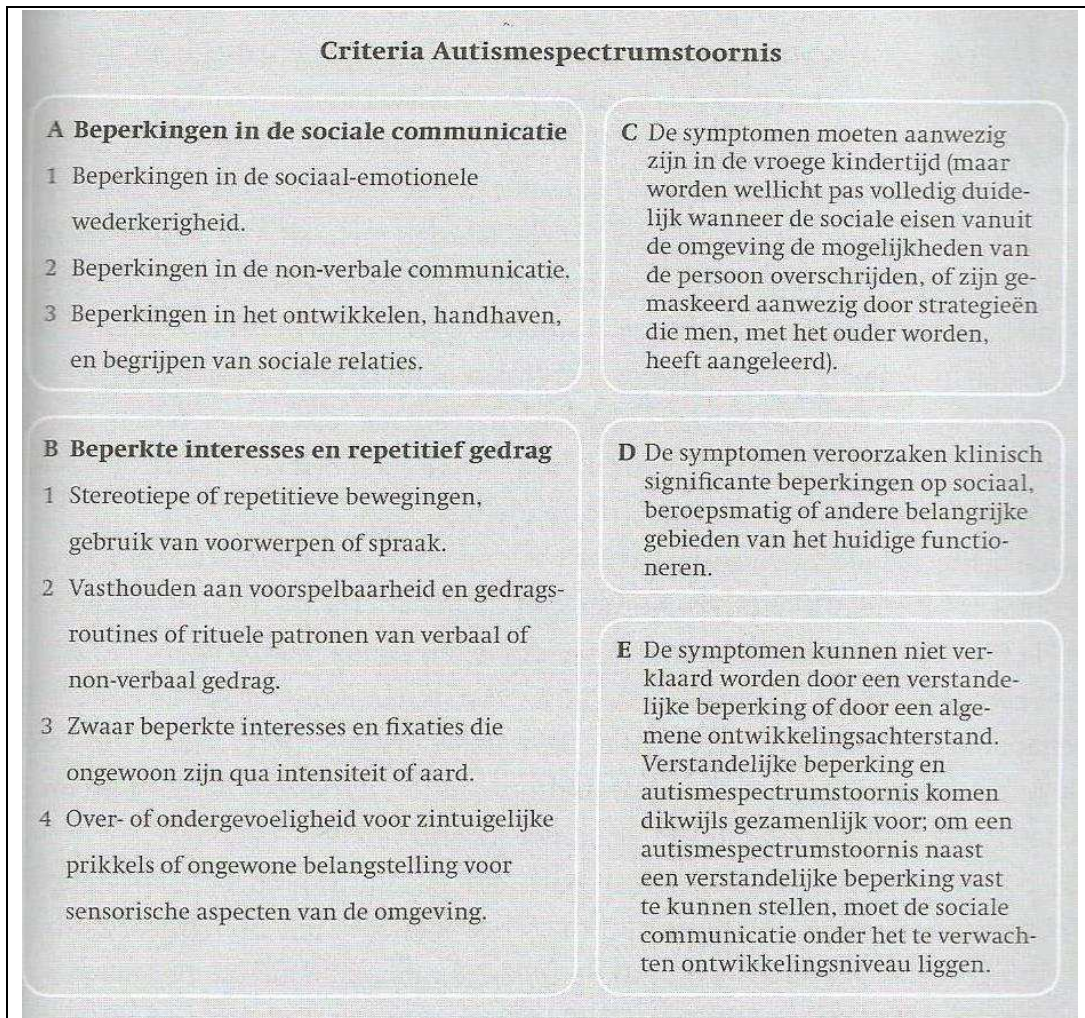 Criteria Autismespectrumstoornis
A Beperkingen in de sociale communicatie
1 Beperkingen in de sociaal-emotionele
wederkerigheid.
2 Beperkingen in de non-verbale communicatie.
3 Beperkingen in het ontwikkelen, handhaven,
en begrijpen van sociale relaties.
B Beperkte interesses en repetitief gedrag
1 Stereotiepe of repetitieve bewegingen,
gebruik van voorwerpen of spraak.
2 Vasthouden aan voorspelbaarheid en gedrags-
routines of rituele patronen van verbaal of
non-verbaal gedrag.
3 Zwaar beperkte interesses en fixaties die
ongewoon zijn qua intensiteit of aard.
4 Over- of ondergevoeligheid voor zintuigelijke
prikkels of ongewone belangstelling voor
sensorische aspecten van de omgeving.
C De symptomen moeten aanwezig
zijn in de vroege kindertijd (maar
worden wellicht pas volledig duide-
lijk wanneer de sociale eisen vanuit
de omgeving de mogelijkheden van
de persoon overschrijden, of zijn ge-
maskeerd aanwezig door strategieën
die men, met het ouder worden,
heeft aangeleerd).
D De symptomen veroorzaken klinisch
significante beperkingen op sociaal,
beroepsmatig of andere belangrijke
gebieden van het huidige functio-
neren.
E De symptomen kunnen niet ver-
klaard worden door een verstande-
lijke beperking of door een alge-
mene ontwikkelingsachterstand.
Verstandelijke beperking en
autismespectrumstoornis komen
dikwijls gezamenlijk voor; om een
autismespectrumstoornis naast
een verstandelijke beperking vast
te kunnen stellen, moet de sociale
communicatie onder het te verwach-
ten ontwikkelingsniveau liggen.